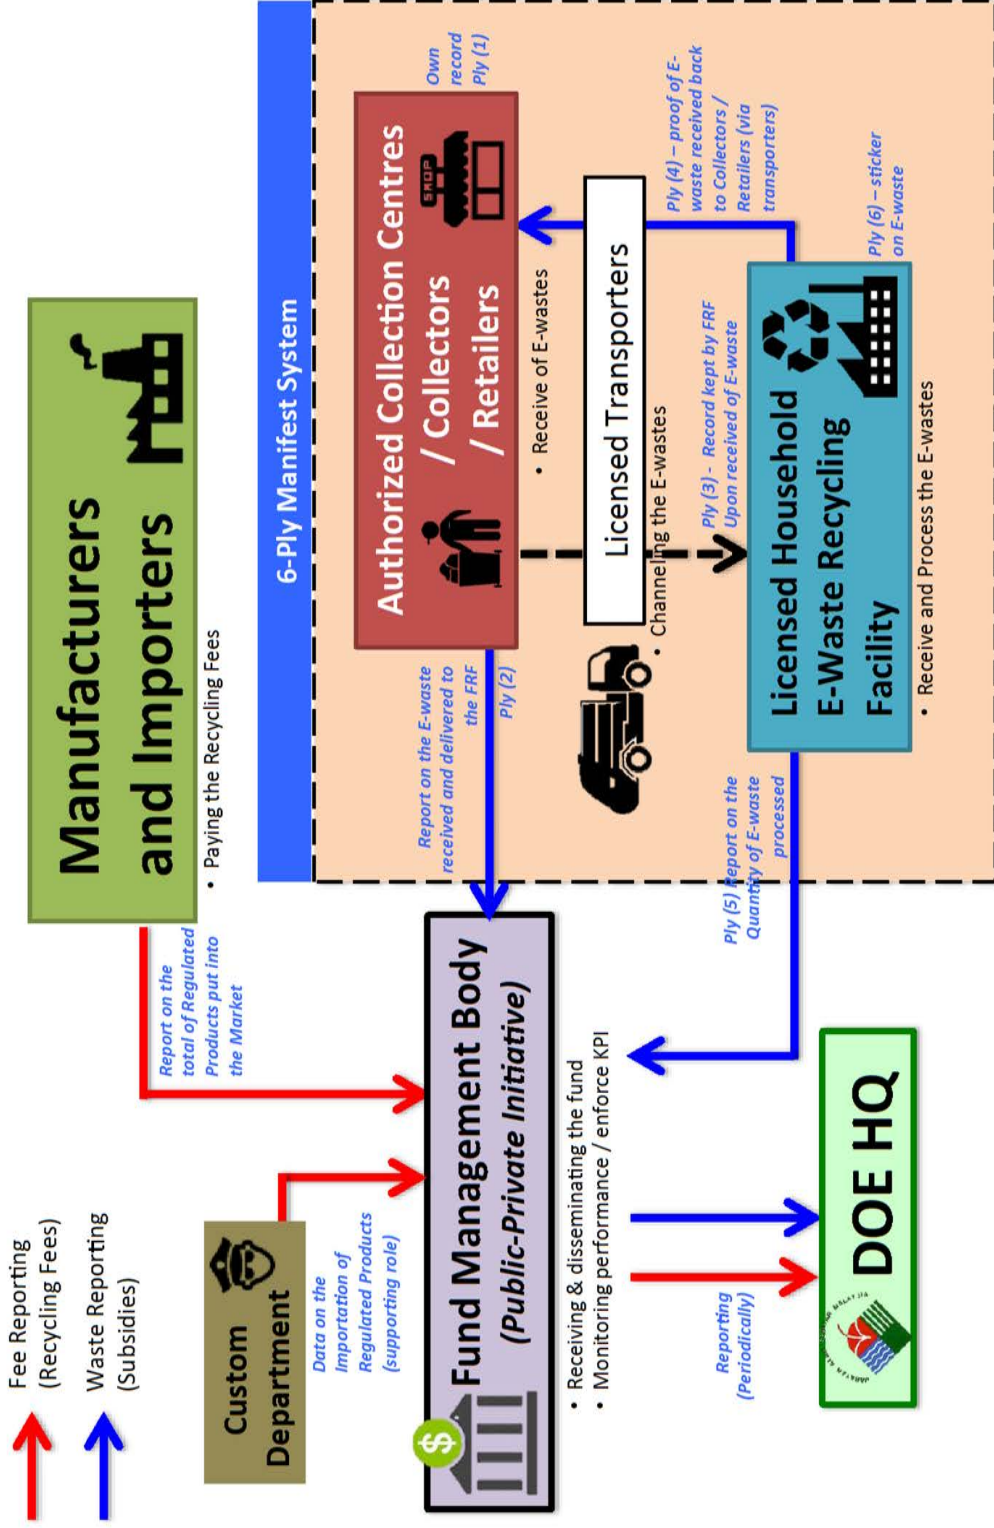 Fee Reporting
(Recycling Fees)
Waste Reporting
(Subsidies)
Manufacturers
and Importers
• Paying the Recycling Fees
Report on the
total of Regulated
Products put into
the Market
Custom
Department
Data on the
Importation of
Regulated Products
(supporting role)
$
Fund Management Body
(Public-Private Initiative)
• Receiving & disseminating the fund
• Monitoring performance / enforce KPI
Reporting
(Periodically)
DOE HQ
6-Ply Manifest System
Authorized Collection Centres
/ Collectors
/ Retailers
SHOP
Own
record
Ply (1)
• Receive of E-wastes
Report on the E-waste
received and delivered to
the FRF
Ply (2)
Licensed Transporters
• Channeling the E-wastes
Ply (3) - Record kept by FRF
Upon received of E-waste
Ply (4) – proof of E-
waste received back
to Collectors /
Retailers (via
transporters)
Licensed Household
E-Waste Recycling
Facility
• Receive and Process the E-wastes
Ply (5) Report on the
Quantity of E-waste
processed
Ply (6) – sticker
on E-waste